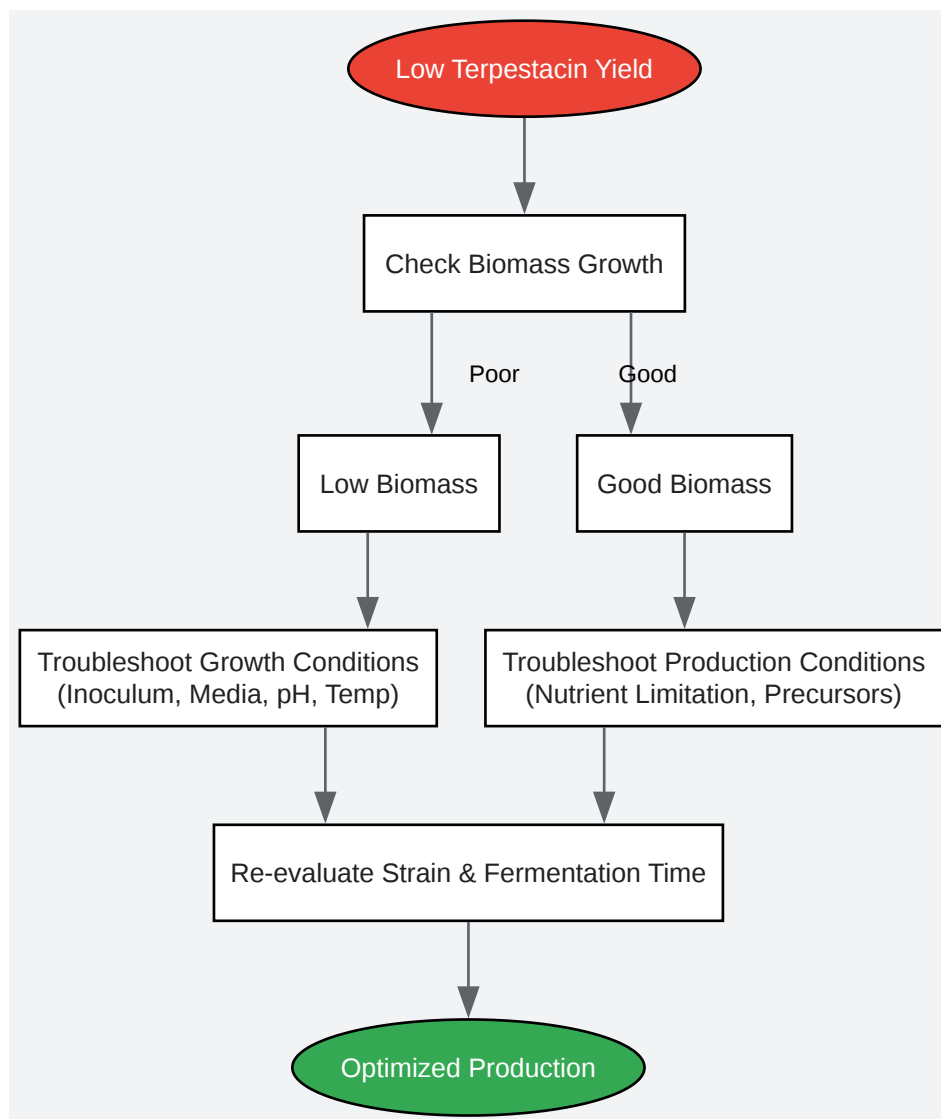 Low Terpestacin Yield
Check Biomass Growth
Poor
Good
Low Biomass
Good Biomass
Troubleshoot Growth Conditions
(Inoculum, Media, pH, Temp)
Troubleshoot Production Conditions
(Nutrient Limitation, Precursors)
Re-evaluate Strain & Fermentation Time
Optimized Production